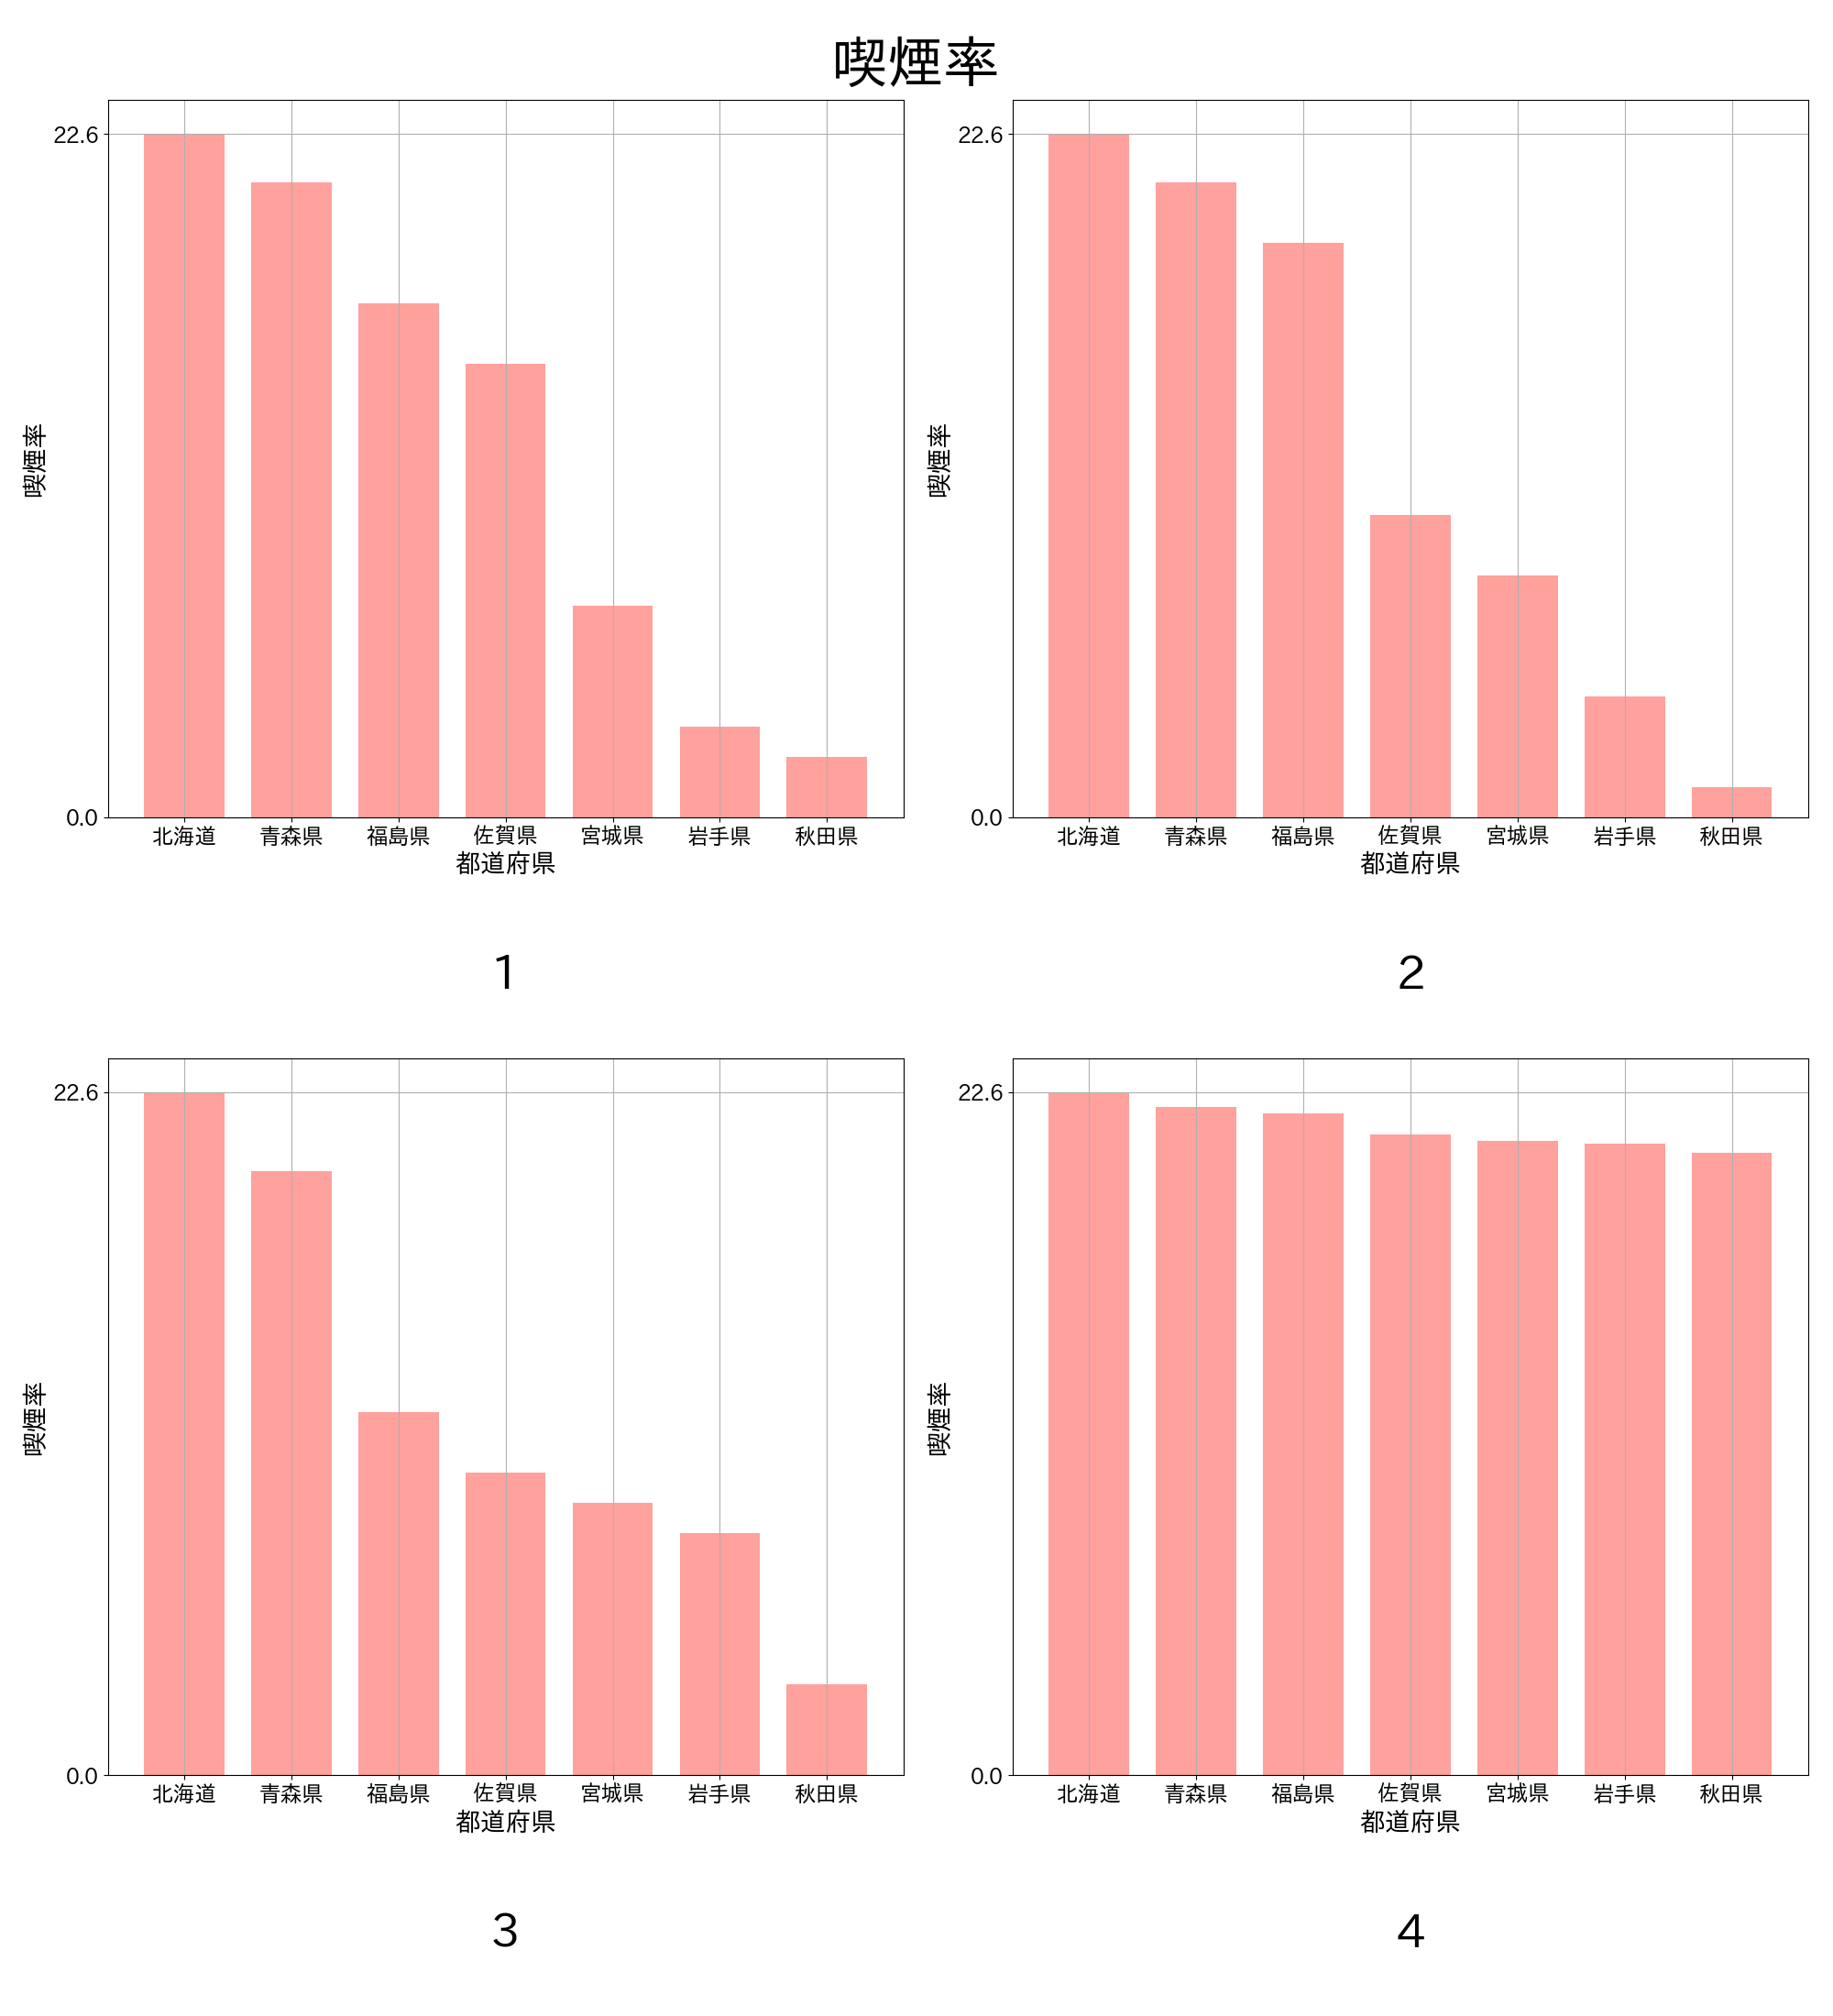 喫煙率
22.6
0.0
喫煙率
北海道 青森県 福島県 佐賀県 宮城県 岩手県 秋田県
都道府県
1
22.6
0.0
喫煙率
北海道 青森県 福島県 佐賀県 宮城県 岩手県 秋田県
都道府県
2
22.6
0.0
喫煙率
北海道 青森県 福島県 佐賀県 宮城県 岩手県 秋田県
都道府県
3
22.6
0.0
喫煙率
北海道 青森県 福島県 佐賀県 宮城県 岩手県 秋田県
都道府県
4